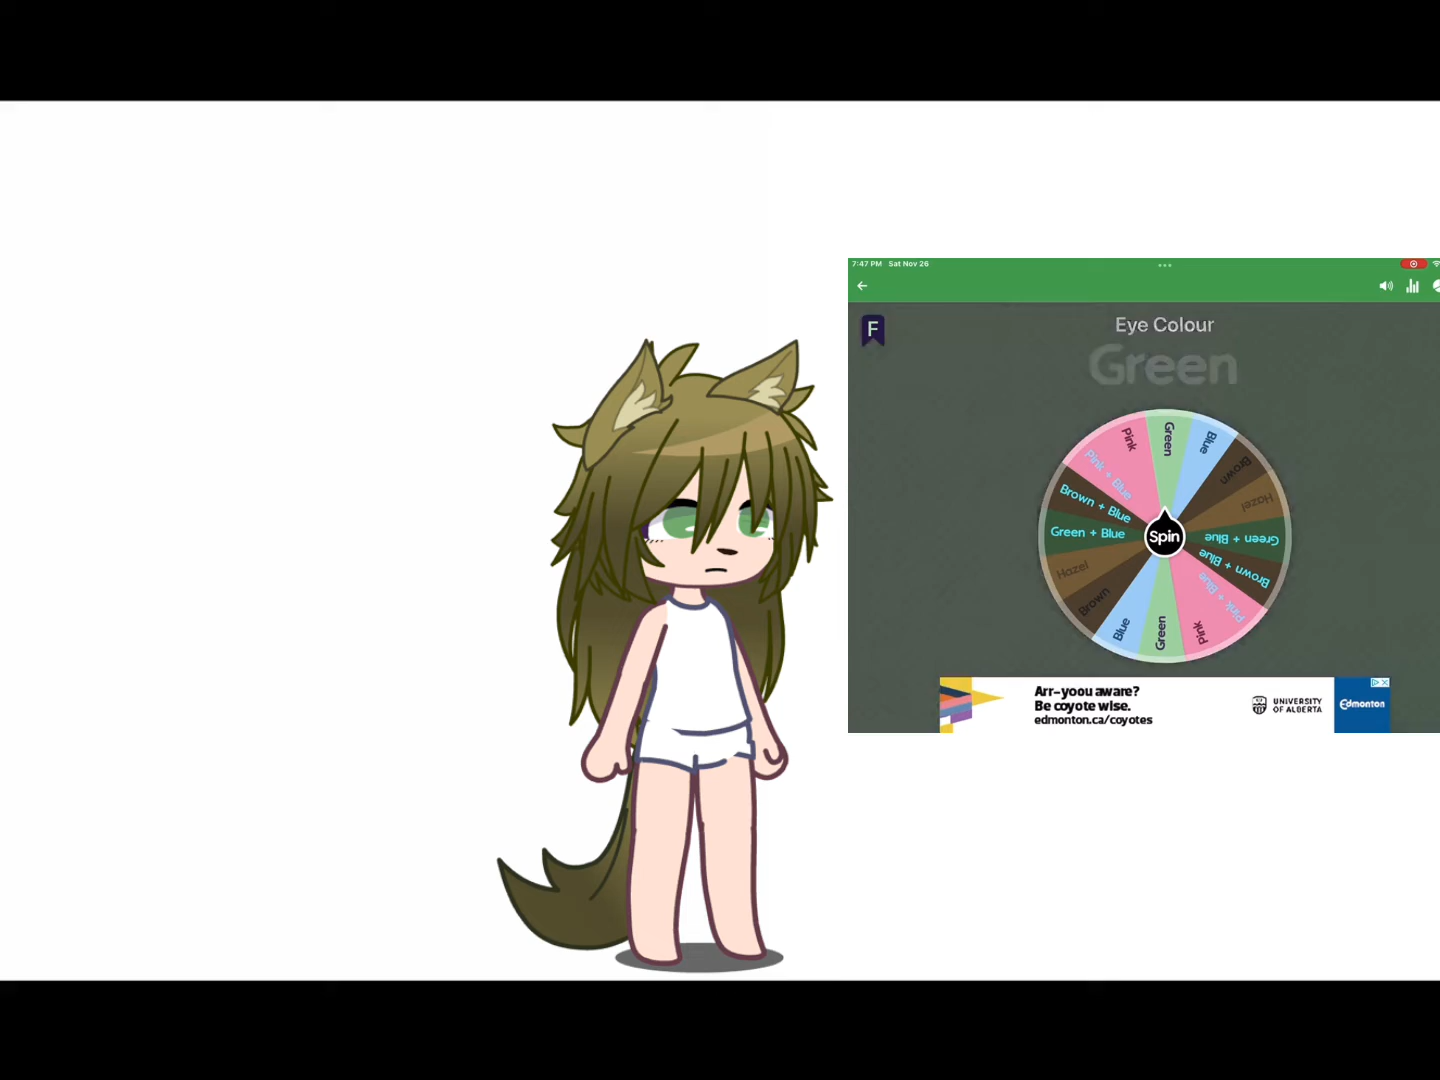 7:47 PM Sat Nov 26
F
Eye Colour
Green
Green
Blue
Brown
Hazel
Green + Blue
Brown + Blue
Pink + Blue
Pink
Green
Blue
Brown
Hazel
Green + Blue
Brown + Blue
Pink + Blue
Pink
Spin
Arr-yoou aware?
Be coyote wIse.
edmonton.ca/coyotes
UNIVERSITY
OF ALBERTA
Edmonton